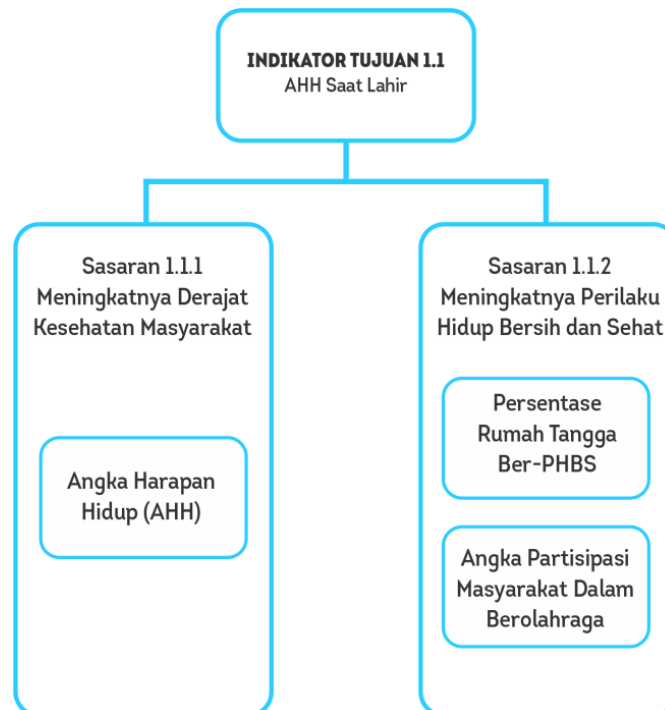 INDIKATOR TUJUAN 1.1
AHH Saat Lahir
Sasaran 1.1.1
Meningkatnya Derajat
Kesehatan Masyarakat
Angka Harapan
Hidup (AHH)
Sasaran 1.1.2
Meningkatnya Perilaku
Hidup Bersih dan Sehat
Persentase
Rumah Tangga
Ber-PHBS
Angka Partisipasi
Masyarakat Dalam
Berolahraga